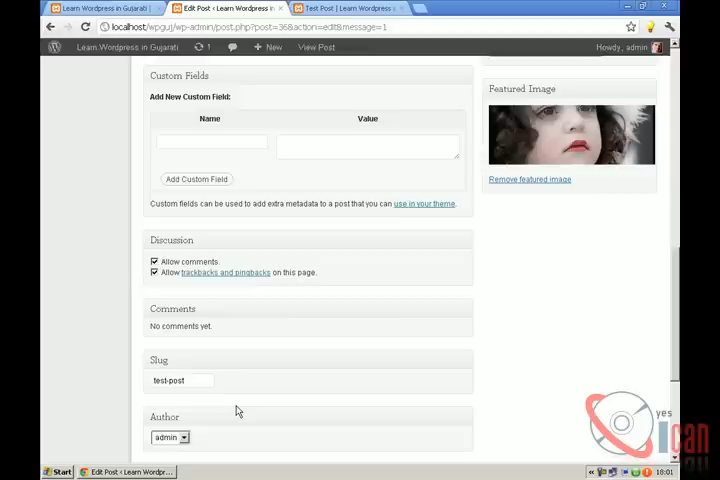 Learn Wordpress in Gujarati
Edit Post ‹ Learn Wordpress in
Test Post | Learn Wordpress
localhost/wpguj/wp-admin/post.php?post=36&action=edit&message=1
Learn Wordpress in Gujarati
1
New
View Post
Howdy, admin
Custom Fields
Add New Custom Field:
Name
Value
Add Custom Field
Custom fields can be used to add extra metadata to a post that you can use in your theme.
Featured Image
Remove featured image
Discussion
Allow comments.
Allow trackbacks and pingbacks on this page.
Comments
No comments yet.
Slug
test-post
Author
admin
yes
I can
Start
Edit Post ‹ Learn Wordpr...
18:01